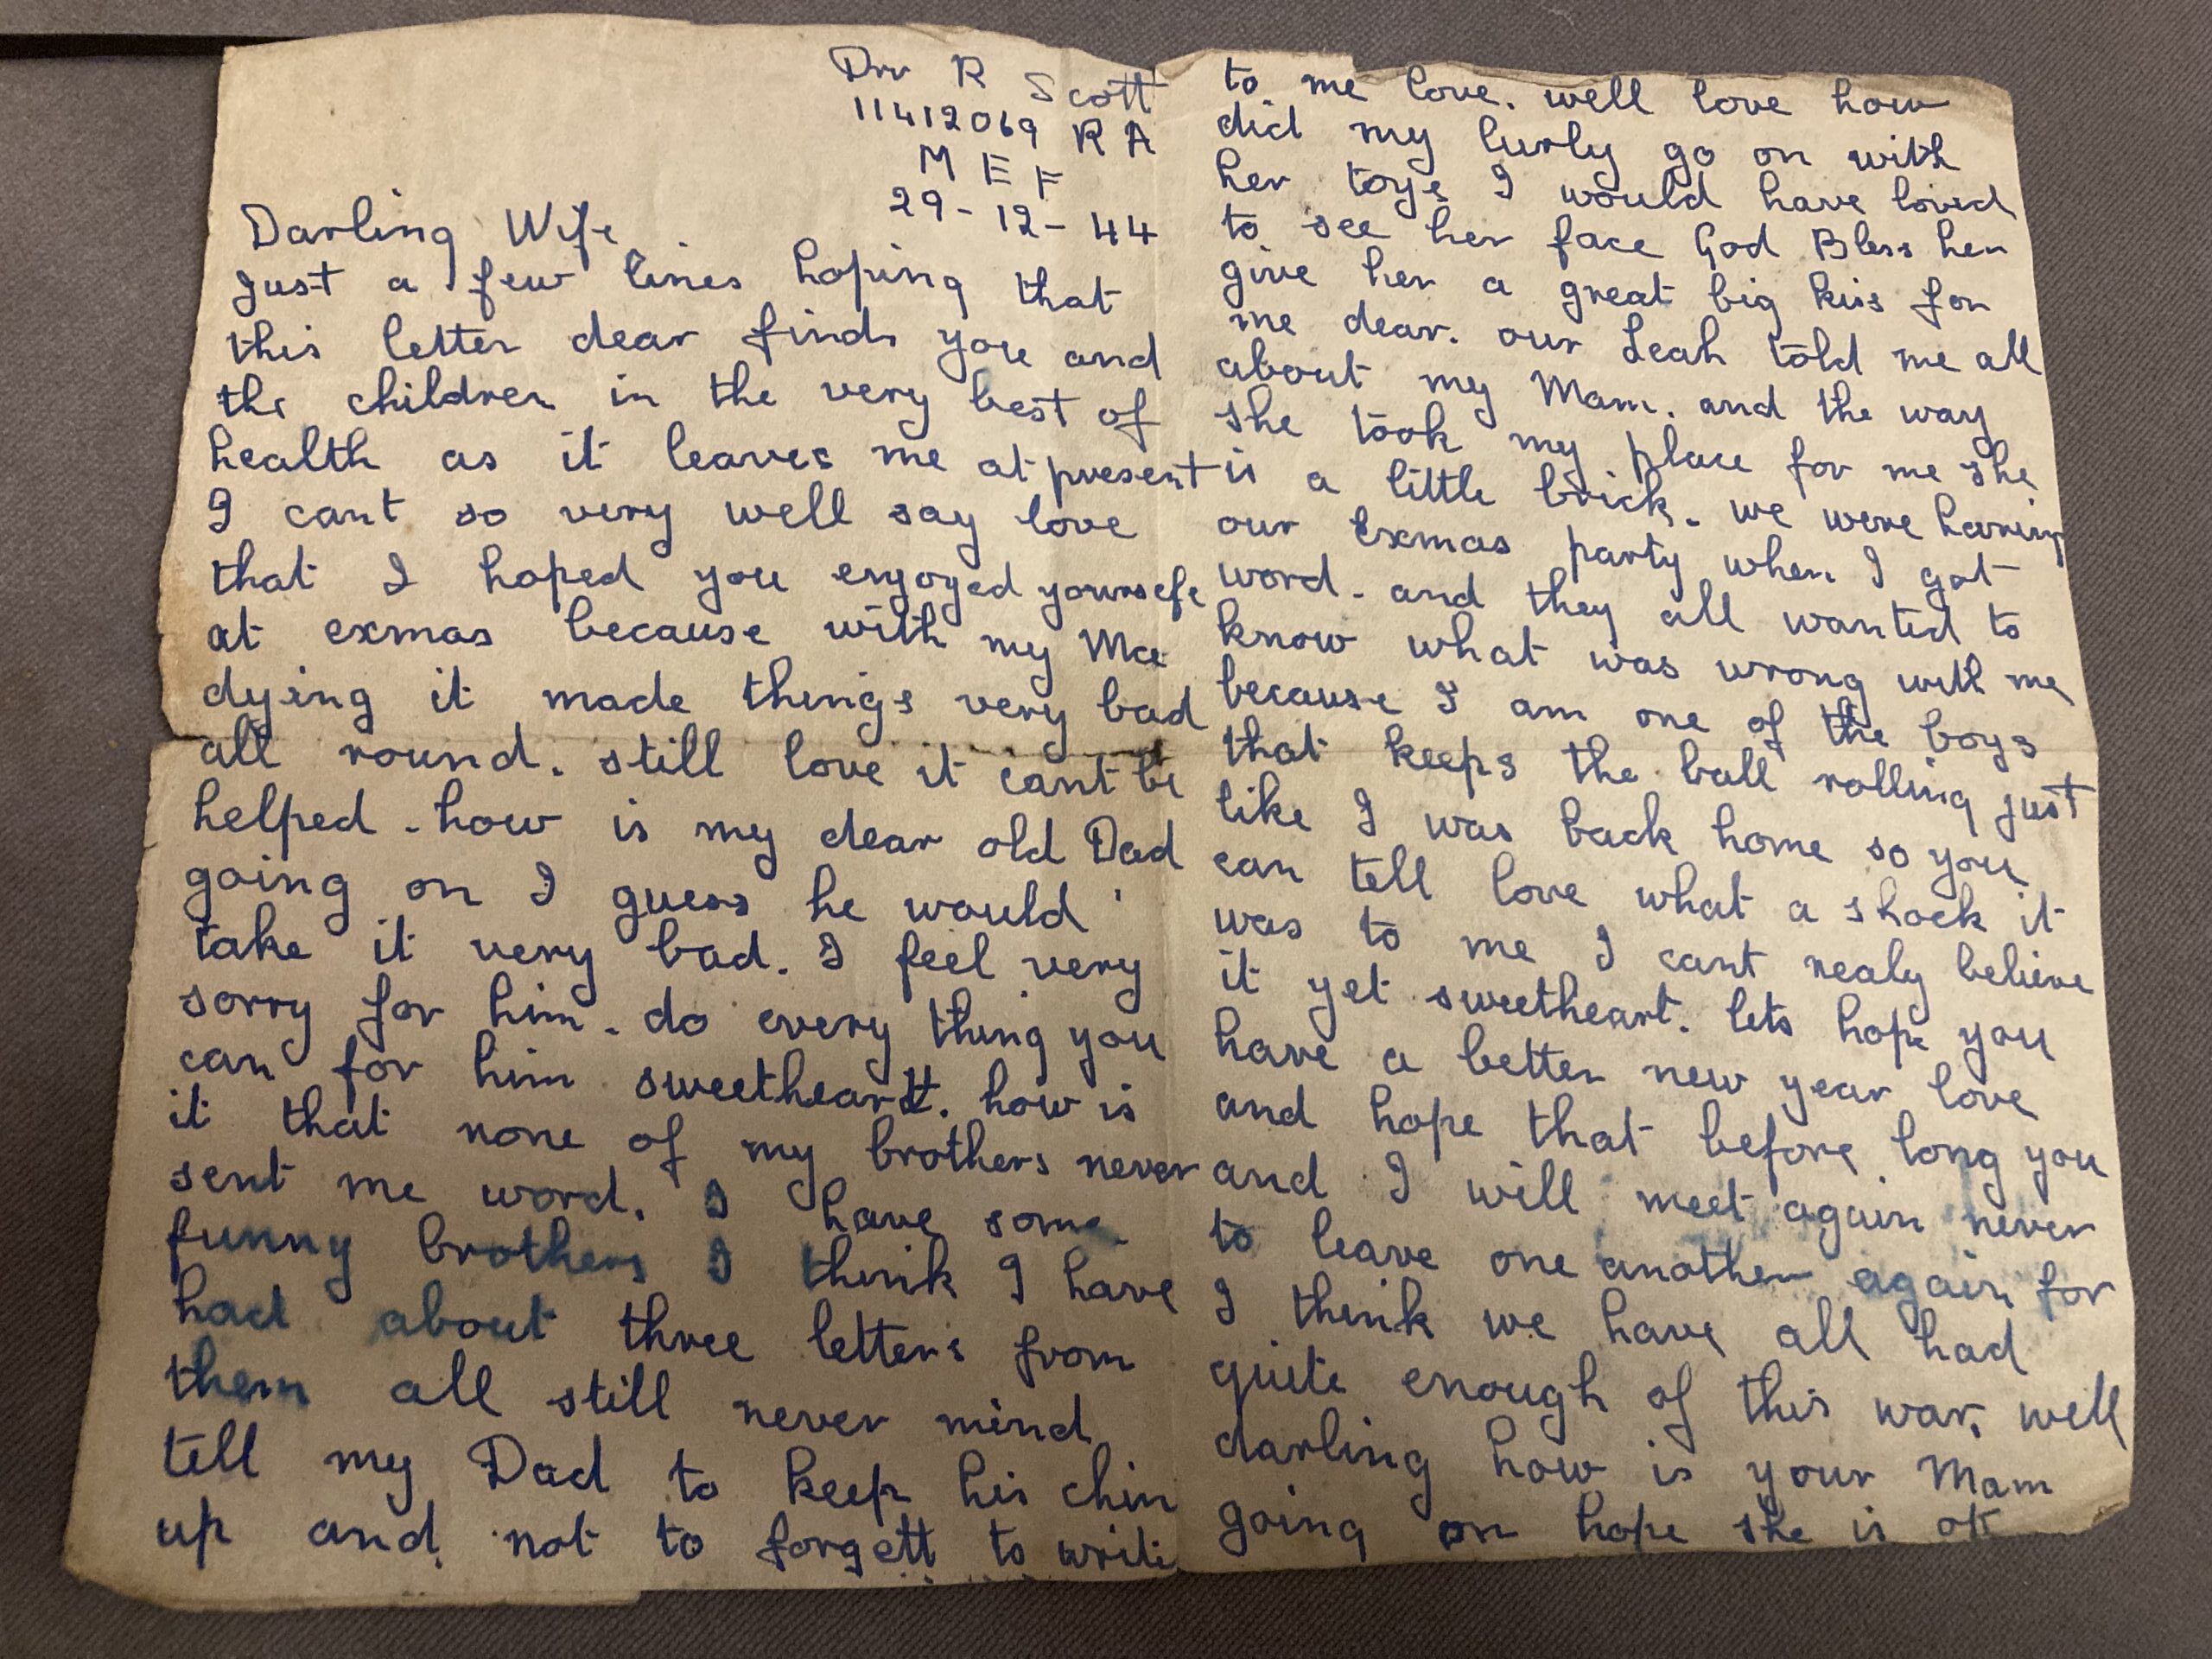 Drv R Scott
11412069 R A
M E F
29-12-44
Darling Wife
Just a few lines hoping that
this letter dear finds you and
the children in the very best of
health as it leaves me at present
I cant so very well say love
that I hoped you enjoyed yourself
at exmas because with my Ma
dying it made things very bad
all round. still love it cant be
helped. how is my dear old Dad
going on I guess he would
take it very bad. I feel very
sorry for him. do every thing you
can for him sweetheart. how is
it that none of my brothers never
sent me word. I have some
funny brothers I think I have
had about three letters from
them all still never mind
tell my Dad to keep his chin
up and not to forgett to write
to me love. well love how
did my curly go on with
her toys I would have loved
to see her face God Bless her
give her a great big kiss for
me dear. our Leah told me all
about my Mam. and the way
she took my place for me she
is a little brick. we were having
our Exmas party when I got
word. and they all wanted to
know what was wrong with me
because I am one of the boys
that keeps the ball rolling just
like I was back home so you
can tell love what a shock it
was to me I cant realy believe
it yet sweetheart. lets hope you
have a better new year love
and hope that before long you
and I will meet again never
to leave one another again for
I think we have all had
quite enough of this war. well
darling how is your Mam
going on hope she is ok